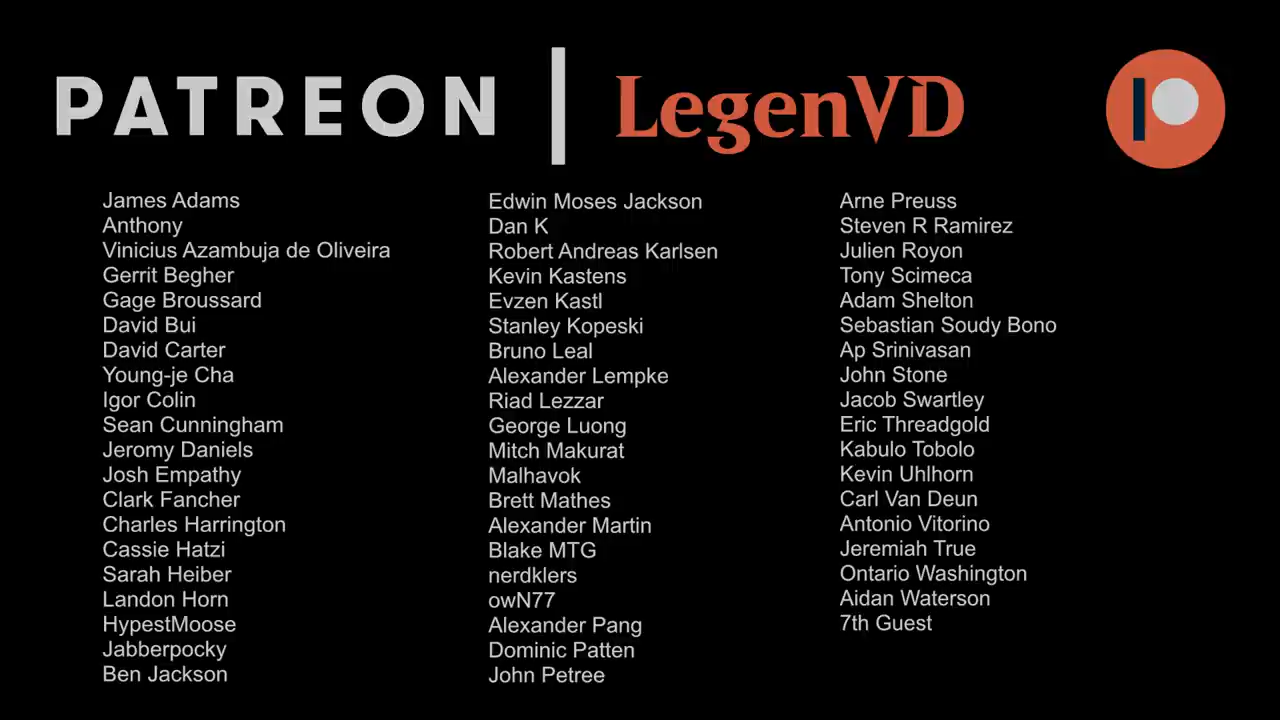 PATREON | LegenVD
James Adams
Anthony
Vinicius Azambuja de Oliveira
Gerrit Begher
Gage Broussard
David Bui
David Carter
Young-je Cha
Igor Colin
Sean Cunningham
Jeromy Daniels
Josh Empathy
Clark Fancher
Charles Harrington
Cassie Hatzi
Sarah Heiber
Landon Horn
HypestMoose
Jabberpocky
Ben Jackson
Edwin Moses Jackson
Dan K
Robert Andreas Karlsen
Kevin Kastens
Evzen Kastl
Stanley Kopeski
Bruno Leal
Alexander Lempke
Riad Lezzar
George Luong
Mitch Makurat
Malhavok
Brett Mathes
Alexander Martin
Blake MTG
nerdklers
owN77
Alexander Pang
Dominic Patten
John Petree
Arne Preuss
Steven R Ramirez
Julien Royon
Tony Scimeca
Adam Shelton
Sebastian Soudy Bono
Ap Srinivasan
John Stone
Jacob Swartley
Eric Threadgold
Kabulo Tobolo
Kevin Uhlhorn
Carl Van Deun
Antonio Vitorino
Jeremiah True
Ontario Washington
Aidan Waterson
7th Guest